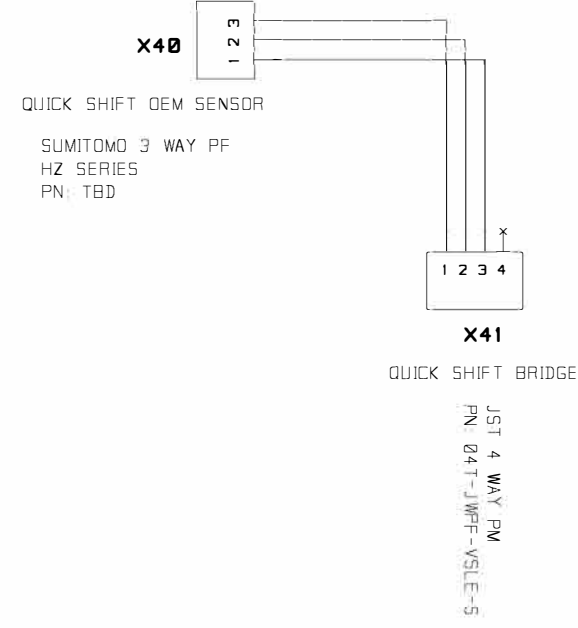 3
X40
2
1
QUICK SHIFT OEM SENSOR
SUMITOMO 3 WAY PF
HZ SERIES
PN: TBD
1 2 3 4
X41
QUICK SHIFT BRIDGE
JST 4 WAY PM
PN: 04T-JWPF-VSLE-S